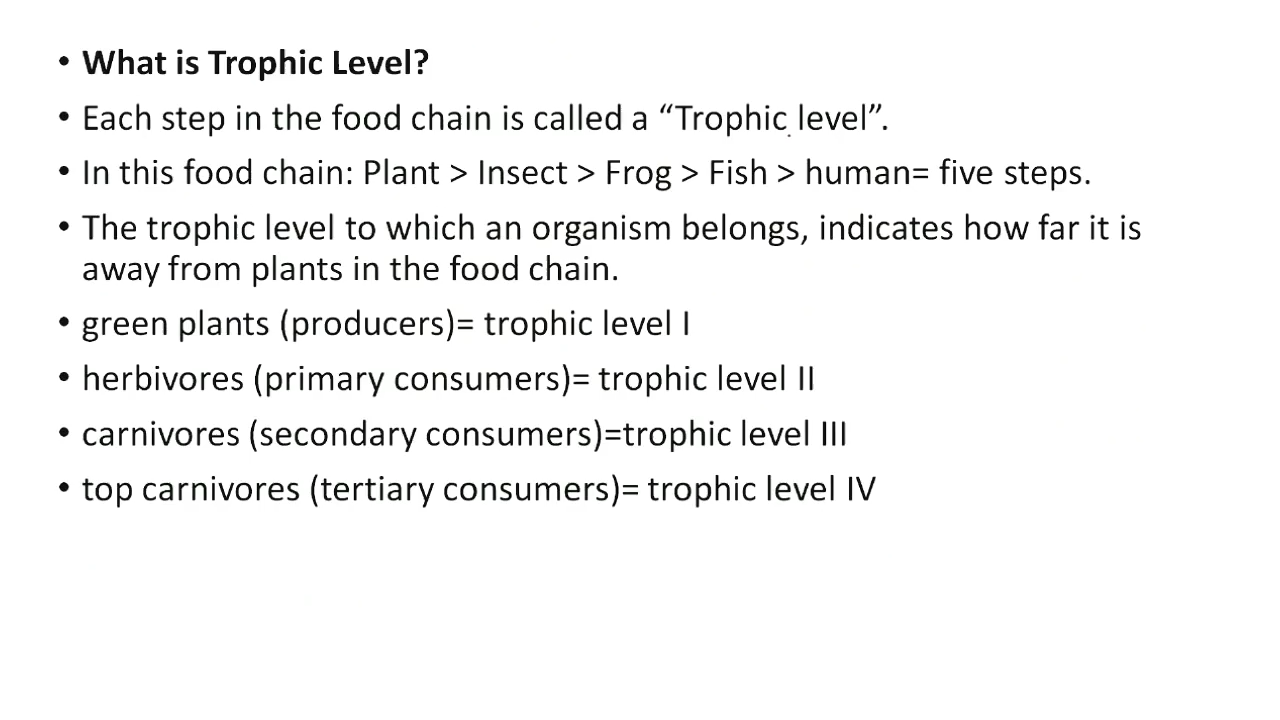 • What is Trophic Level?
• Each step in the food chain is called a “Trophic level”.
• In this food chain: Plant > Insect > Frog > Fish > human= five steps.
• The trophic level to which an organism belongs, indicates how far it is
away from plants in the food chain.
• green plants (producers)= trophic level I
• herbivores (primary consumers)= trophic level II
• carnivores (secondary consumers)=trophic level III
• top carnivores (tertiary consumers)= trophic level IV